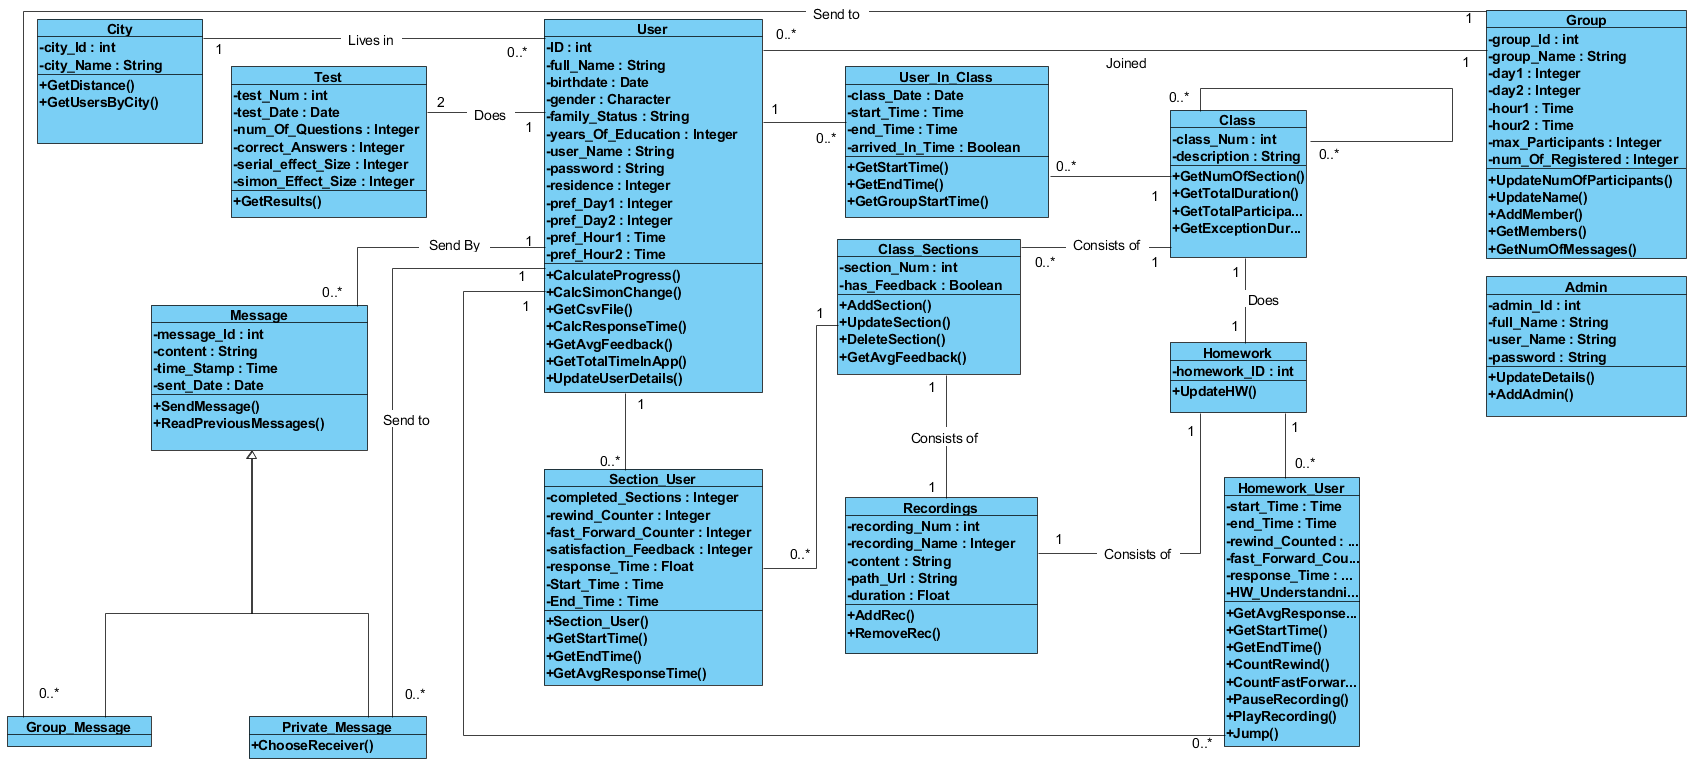 Send to
1
City
-city_Id : int
-city_Name : String
+GetDistance()
+GetUsersByCity()
1
Lives in
0..*
Test
-test_Num : int
-test_Date : Date
-num_Of_Questions : Integer
-correct_Answers : Integer
-serial_effect_Size : Integer
-simon_Effect_Size : Integer
+GetResults()
2
Does
1
User
-ID : int
-full_Name : String
-birthdate : Date
-gender : Character
-family_Status : String
-years_Of_Education : Integer
-user_Name : String
-password : String
-residence : Integer
-pref_Day1 : Integer
-pref_Day2 : Integer
-pref_Hour1 : Time
-pref_Hour2 : Time
+CalculateProgress()
+CalcSimonChange()
+GetCsvFile()
+CalcResponseTime()
+GetAvgFeedback()
+GetTotalTimeInApp()
+UpdateUserDetails()
0..*
Joined
1
Group
-group_Id : int
-group_Name : String
-day1 : Integer
-day2 : Integer
-hour1 : Time
-hour2 : Time
-max_Participants : Integer
-num_Of_Registered : Integer
+UpdateNumOfParticipants()
+UpdateName()
+AddMember()
+GetMembers()
+GetNumOfMessages()
1
0..*
User_In_Class
-class_Date : Date
-start_Time : Time
-end_Time : Time
-arrived_In_Time : Boolean
+GetStartTime()
+GetEndTime()
+GetGroupStartTime()
0..*
1
0..*
0..*
Class
-class_Num : int
-description : String
+GetNumOfSection()
+GetTotalDuration()
+GetTotalParticipa...
+GetExceptionDur...
Consists of
0..*
1
Class_Sections
-section_Num : int
-has_Feedback : Boolean
+AddSection()
+UpdateSection()
+DeleteSection()
+GetAvgFeedback()
1
Does
1
Admin
-admin_Id : int
-full_Name : String
-user_Name : String
-password : String
+UpdateDetails()
+AddAdmin()
Send By
1
0..*
1
1
Message
-message_Id : int
-content : String
-time_Stamp : Time
-sent_Date : Date
+SendMessage()
+ReadPreviousMessages()
Send to
Homework
-homework_ID : int
+UpdateHW()
1
1
0..*
1
0..*
1
Consists of
1
Section_User
-completed_Sections : Integer
-rewind_Counter : Integer
-fast_Forward_Counter : Integer
-satisfaction_Feedback : Integer
-response_Time : Float
-Start_Time : Time
-End_Time : Time
+Section_User()
+GetStartTime()
+GetEndTime()
+GetAvgResponseTime()
1
0..*
Recordings
-recording_Num : int
-recording_Name : Integer
-content : String
-path_Url : String
-duration : Float
+AddRec()
+RemoveRec()
1
Consists of
Homework_User
-start_Time : Time
-end_Time : Time
-rewind_Counted : ...
-fast_Forward_Cou...
-response_Time : ...
-HW_Understandni...
+GetAvgResponse...
+GetStartTime()
+GetEndTime()
+CountRewind()
+CountFastForwar...
+PauseRecording()
+PlayRecording()
+Jump()
0..*
0..*
0..*
Group_Message
Private_Message
+ChooseReceiver()